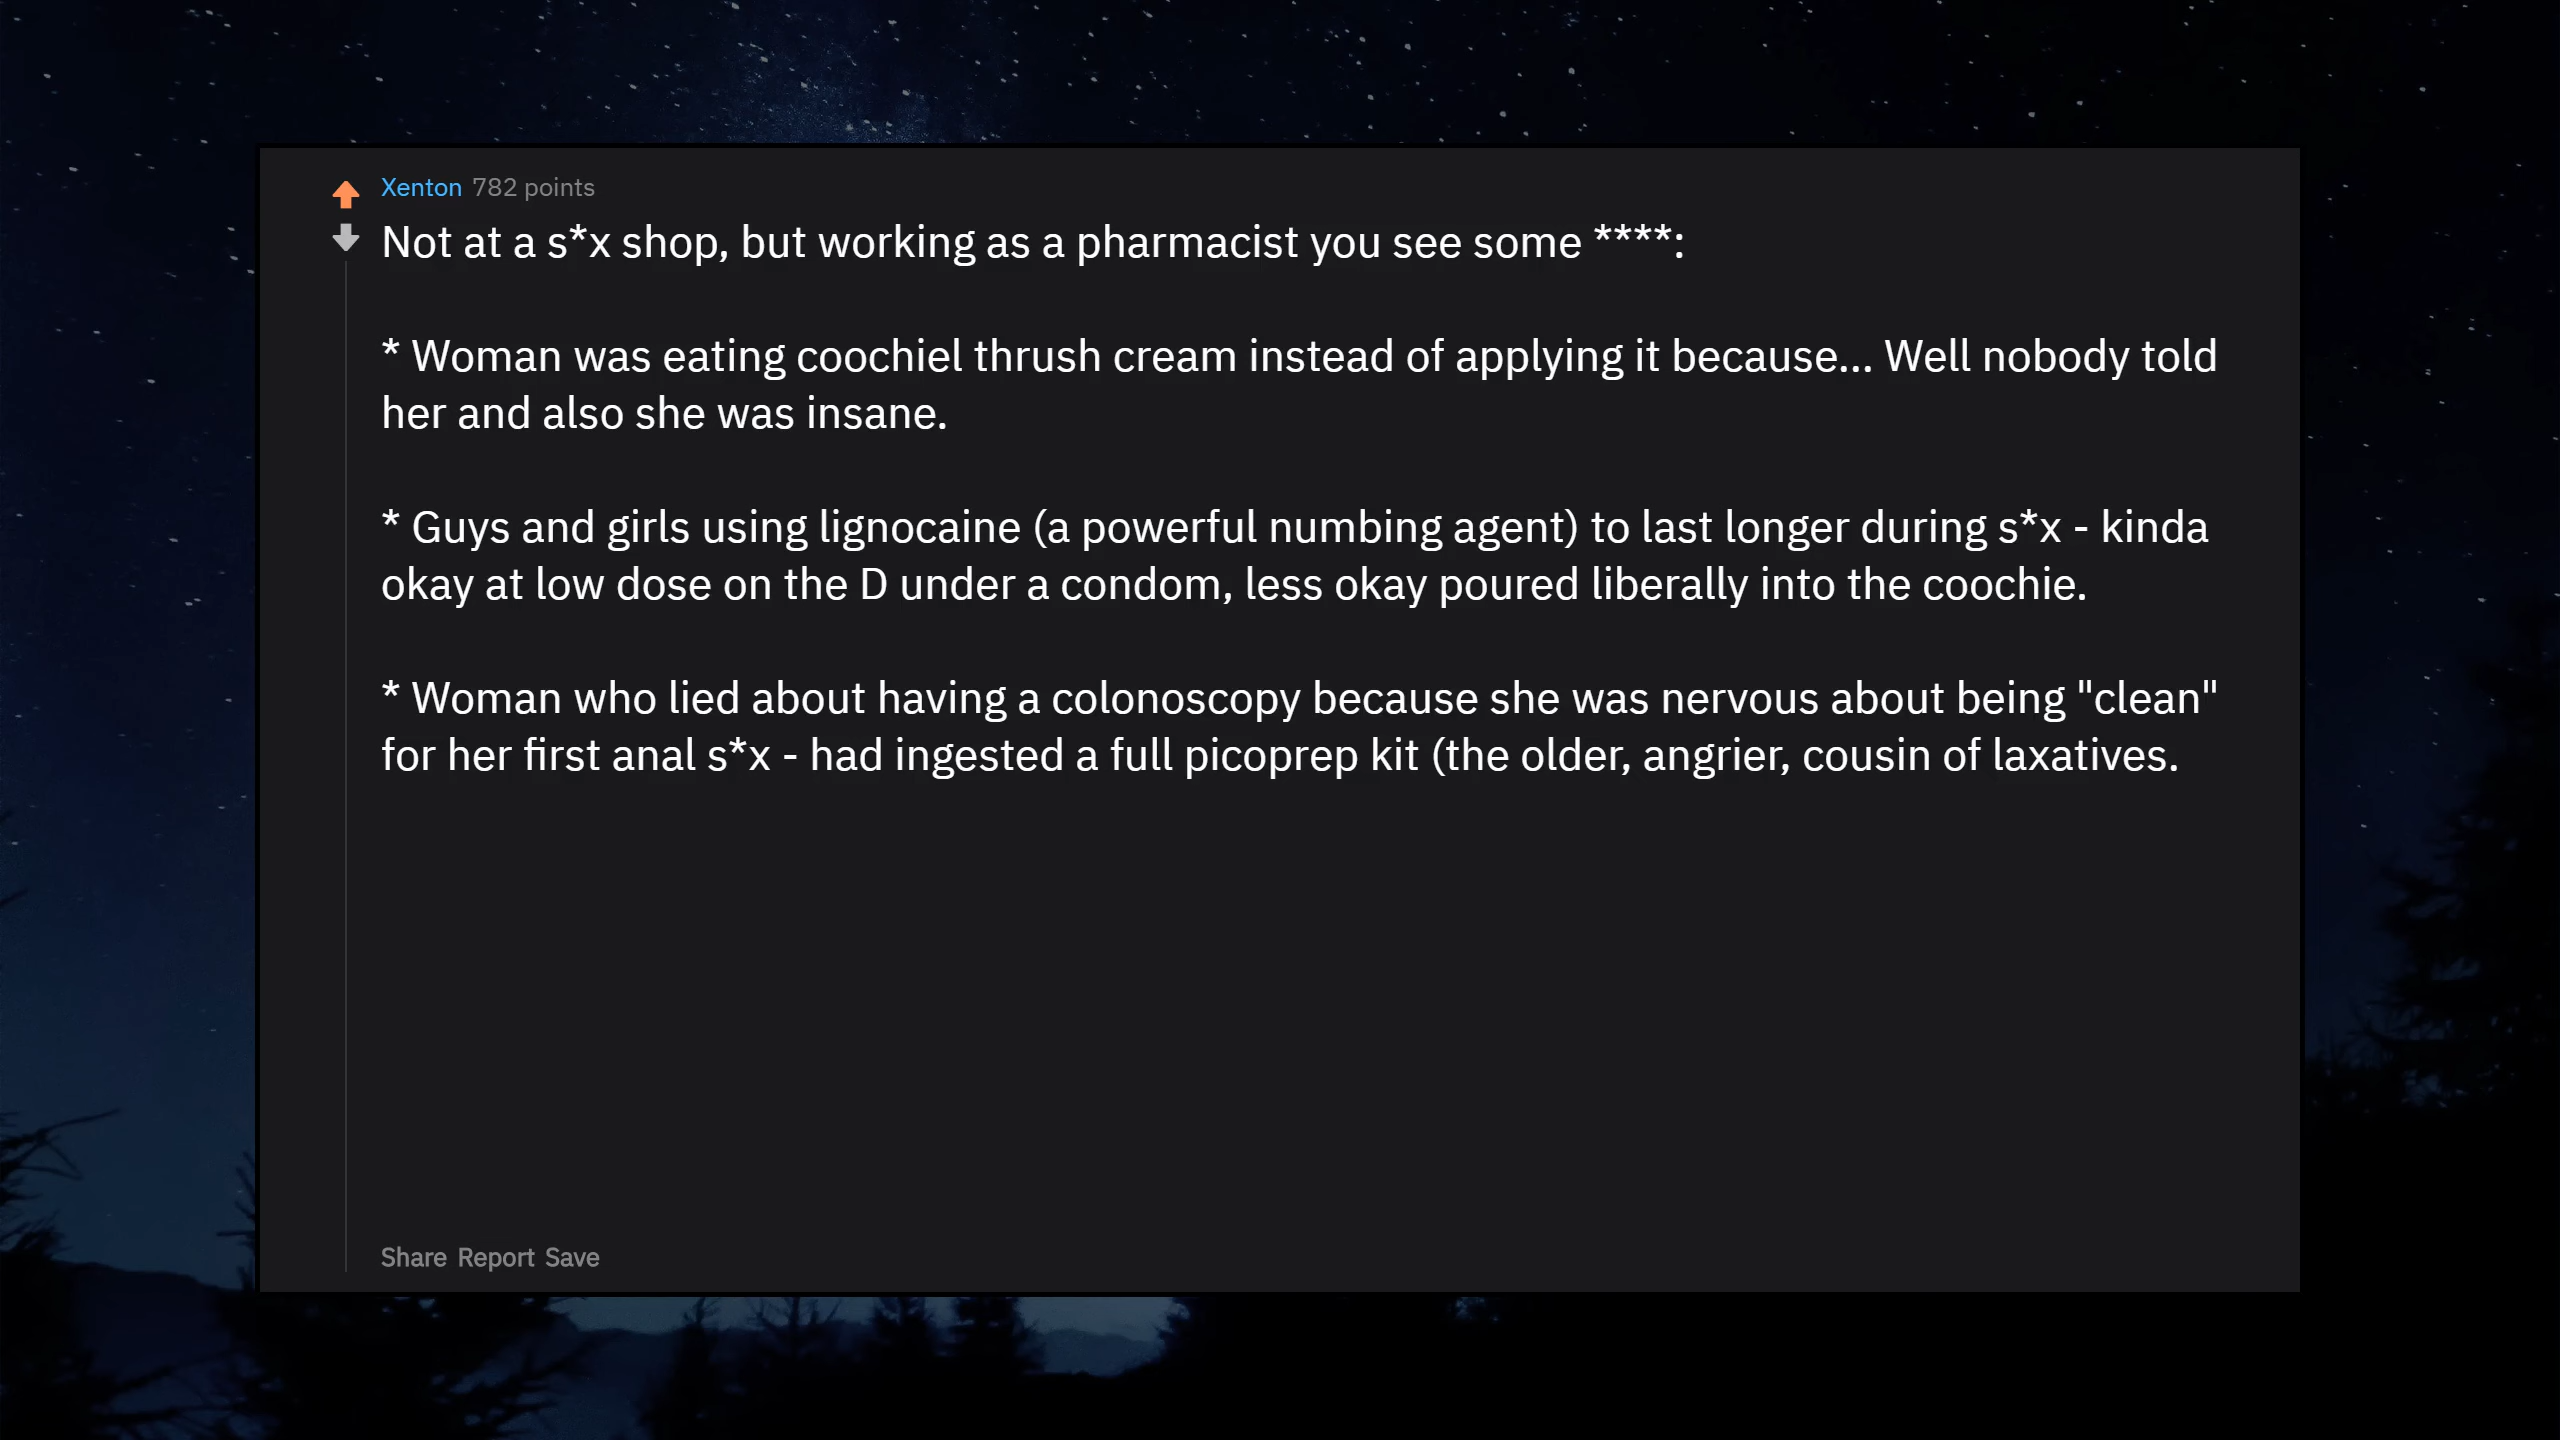 Xenton 782 points
Not at a s*x shop, but working as a pharmacist you see some ****:
* Woman was eating coochiel thrush cream instead of applying it because... Well nobody told
her and also she was insane.
* Guys and girls using lignocaine (a powerful numbing agent) to last longer during s*x - kinda
okay at low dose on the D under a condom, less okay poured liberally into the coochie.
* Woman who lied about having a colonoscopy because she was nervous about being "clean"
for her first anal s*x - had ingested a full picoprep kit (the older, angrier, cousin of laxatives.
Share Report Save